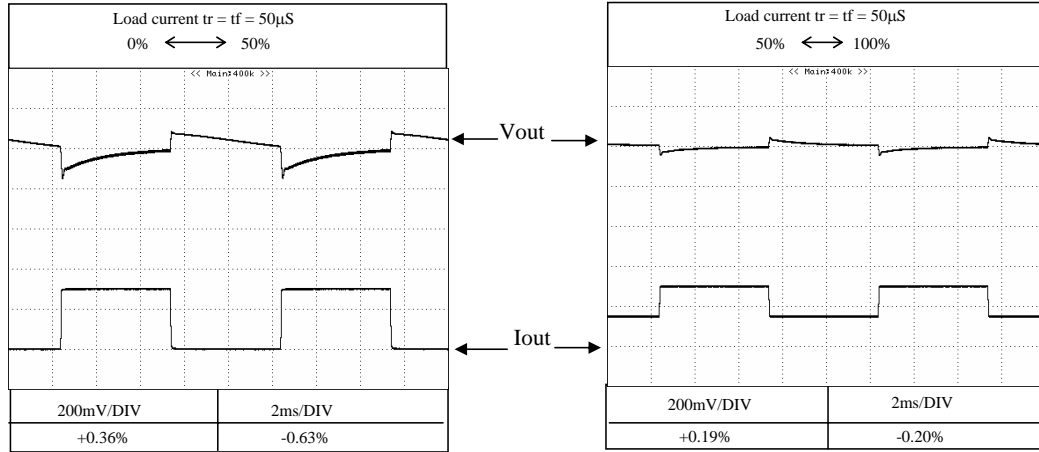 Load current tr = tf = 50µS
0% ⟷ 50%
<< Main:400k >>
200mV/DIV 2ms/DIV
+0.36% -0.63%
Vout
Iout
Load current tr = tf = 50µS
50% ⟷ 100%
<< Main:400k >>
200mV/DIV 2ms/DIV
+0.19% -0.20%